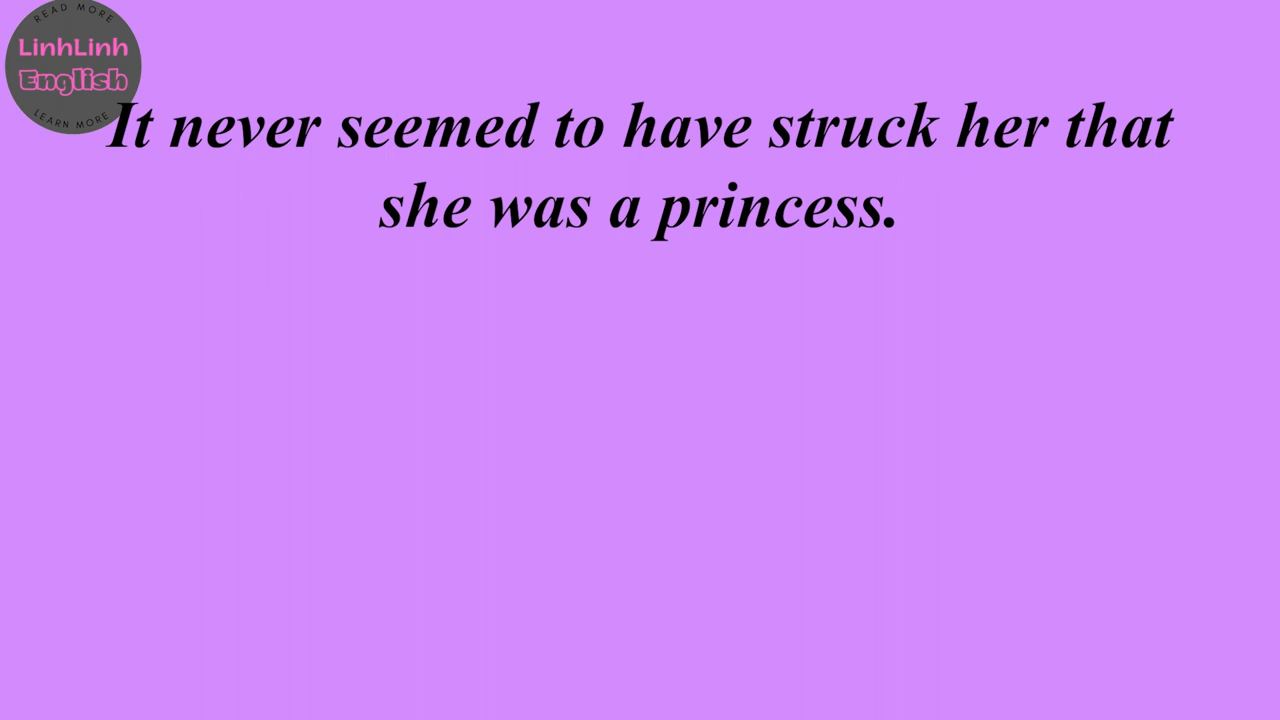 READ MORE
LinhLinh
English
LEARN MORE
It never seemed to have struck her that
she was a princess.